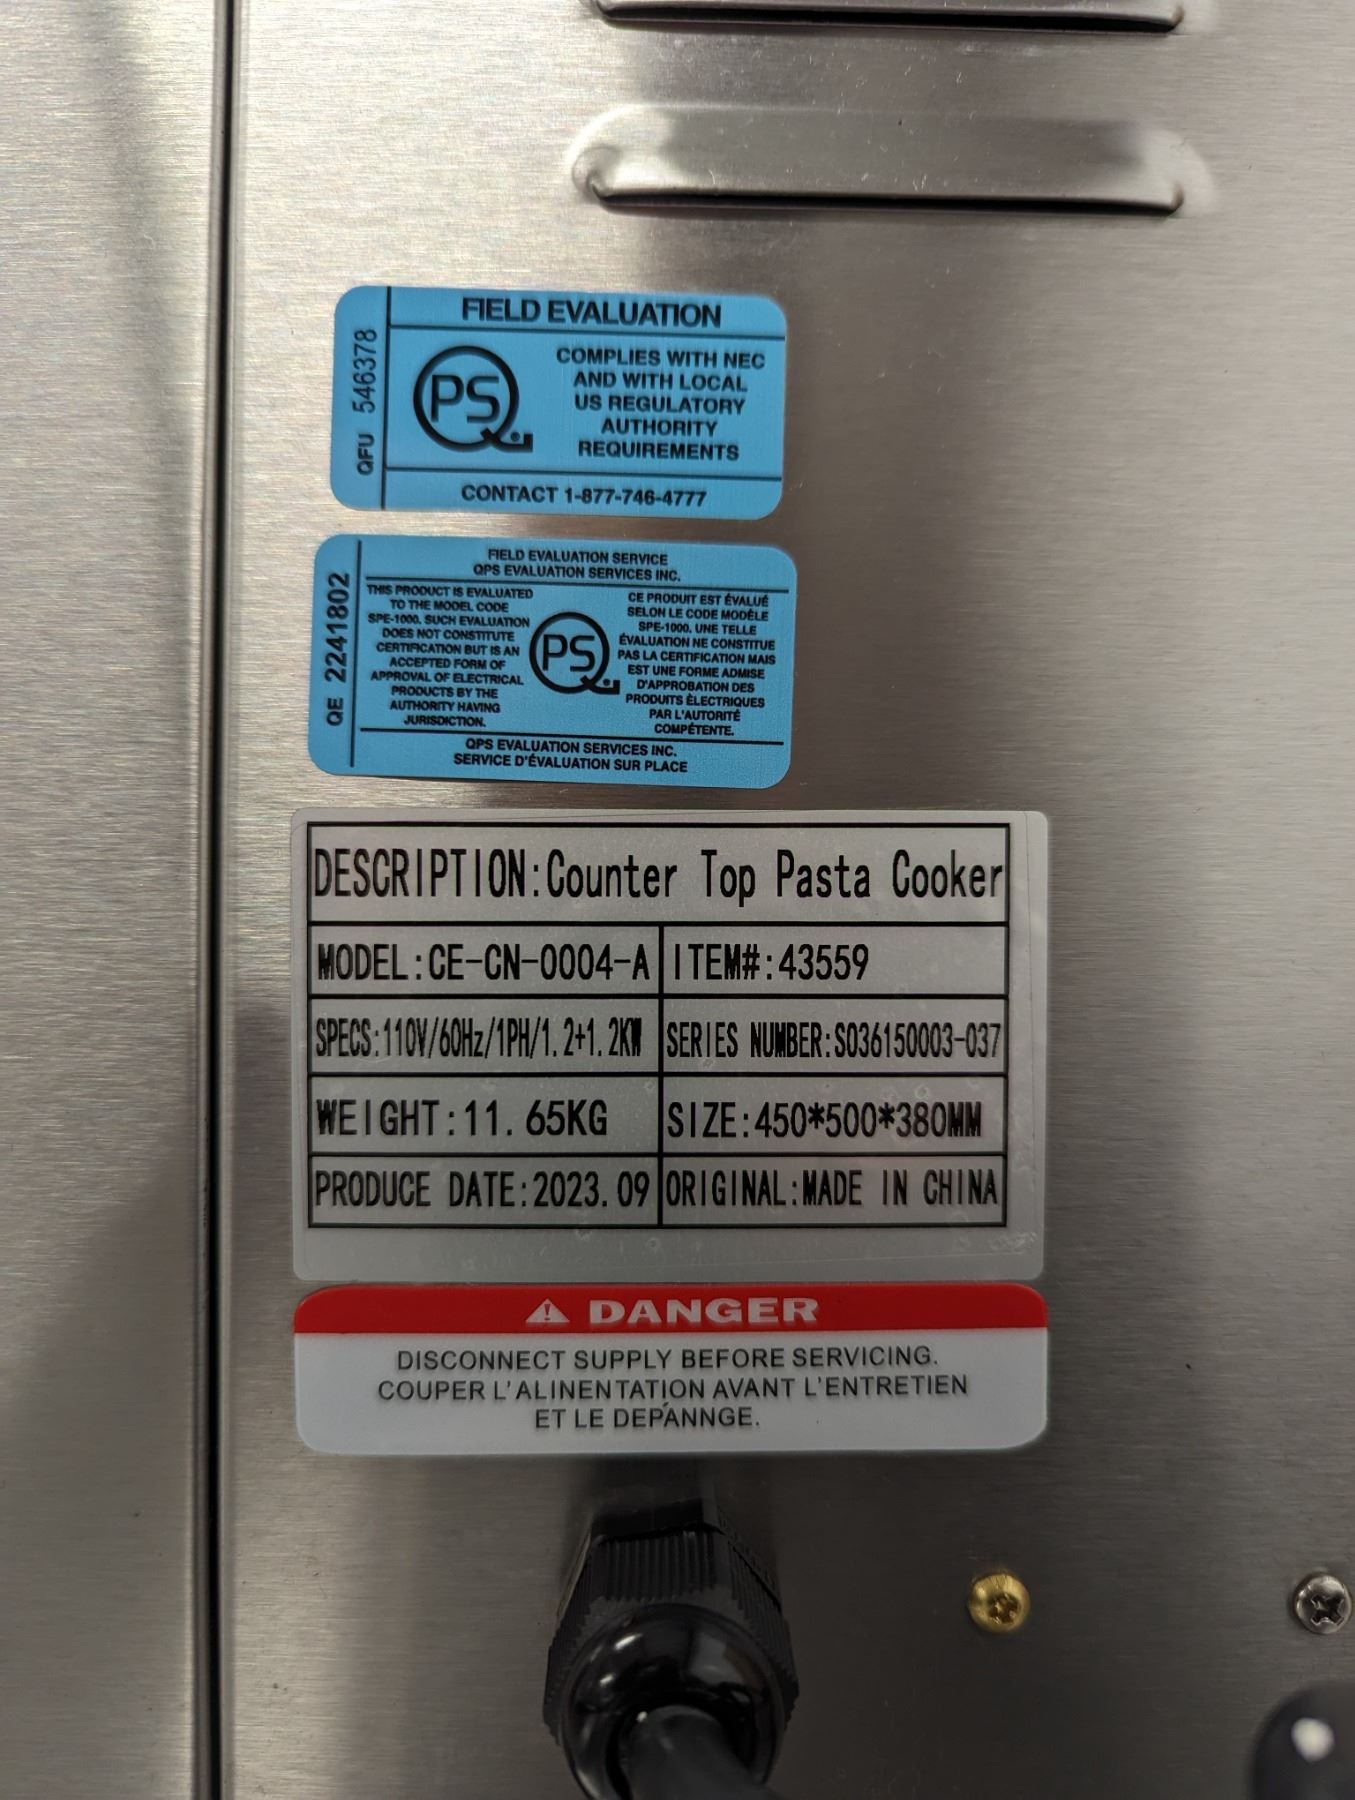 FIELD EVALUATION
QFU 546378
PS
COMPLIES WITH NEC
AND WITH LOCAL
US REGULATORY
AUTHORITY
REQUIREMENTS
CONTACT 1-877-746-4777
FIELD EVALUATION SERVICE
QPS EVALUATION SERVICES INC.
QE 2241802
THIS PRODUCT IS EVALUATED
TO THE MODEL CODE
SPE-1000. SUCH EVALUATION
DOES NOT CONSTITUTE
CERTIFICATION BUT IS AN
ACCEPTED FORM OF
APPROVAL OF ELECTRICAL
PRODUCTS BY THE
AUTHORITY HAVING
JURISDICTION.
PS
CE PRODUIT EST ÉVALUÉ
SELON LE CODE MODÈLE
SPE-1000. UNE TELLE
ÉVALUATION NE CONSTITUE
PAS LA CERTIFICATION MAIS
EST UNE FORME ADMISE
D'APPROBATION DES
PRODUITS ÈLECTRIQUES
PAR L'AUTORITÉ
COMPÉTENTE.
QPS EVALUATION SERVICES INC.
SERVICE D'ÉVALUATION SUR PLACE
DESCRIPTION:Counter Top Pasta Cooker
MODEL:CE-CN-0004-A ITEM#:43559
SPECS:110V/60Hz/1PH/1.2+1.2KW SERIES NUMBER:S036150003-037
WEIGHT:11.65KG SIZE:450*500*380MM
PRODUCE DATE:2023.09 ORIGINAL:MADE IN CHINA
DANGER
DISCONNECT SUPPLY BEFORE SERVICING.
COUPER L'ALINENTATION AVANT L'ENTRETIEN
ET LE DEPANNGE.